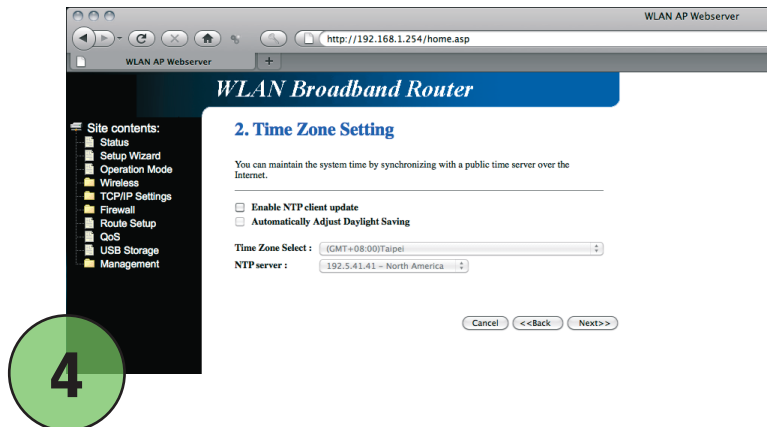 WLAN AP Webserver
http://192.168.1.254/home.asp
WLAN AP Webserver
+
WLAN Broadband Router
Site contents:
Status
Setup Wizard
Operation Mode
Wireless
TCP/IP Settings
Firewall
Route Setup
QoS
USB Storage
Management
2. Time Zone Setting
You can maintain the system time by synchronizing with a public time server over the
Internet.
Enable NTP client update
Automatically Adjust Daylight Saving
Time Zone Select : (GMT+08:00)Taipei
NTP server : 192.5.41.41 - North America
Cancel <<Back Next>>
4